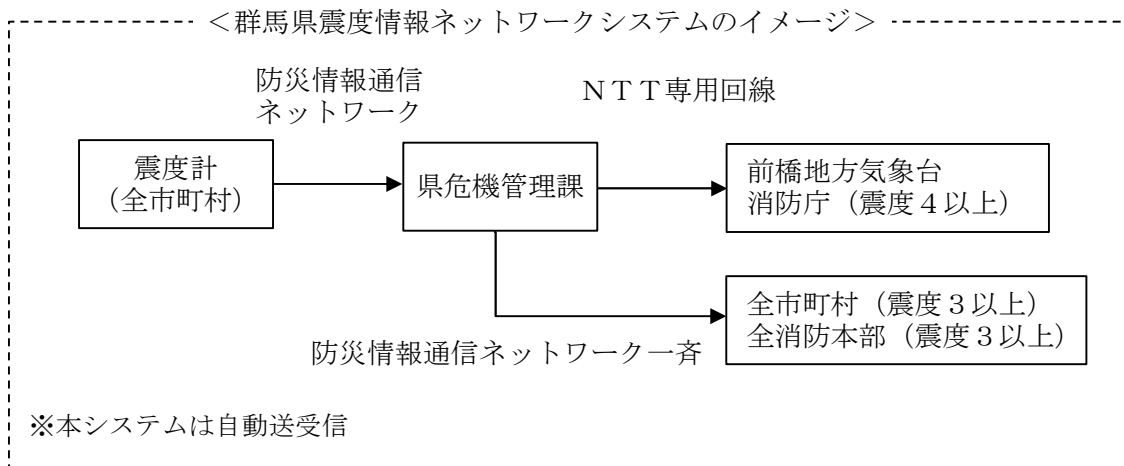 ＜群馬県震度情報ネットワークシステムのイメージ＞
防災情報通信
ネットワーク
ＮＴＴ専用回線
震度計
（全市町村）
県危機管理課
前橋地方気象台
消防庁（震度４以上）
全市町村（震度３以上）
全消防本部（震度３以上）
防災情報通信ネットワーク一斉
※本システムは自動送受信